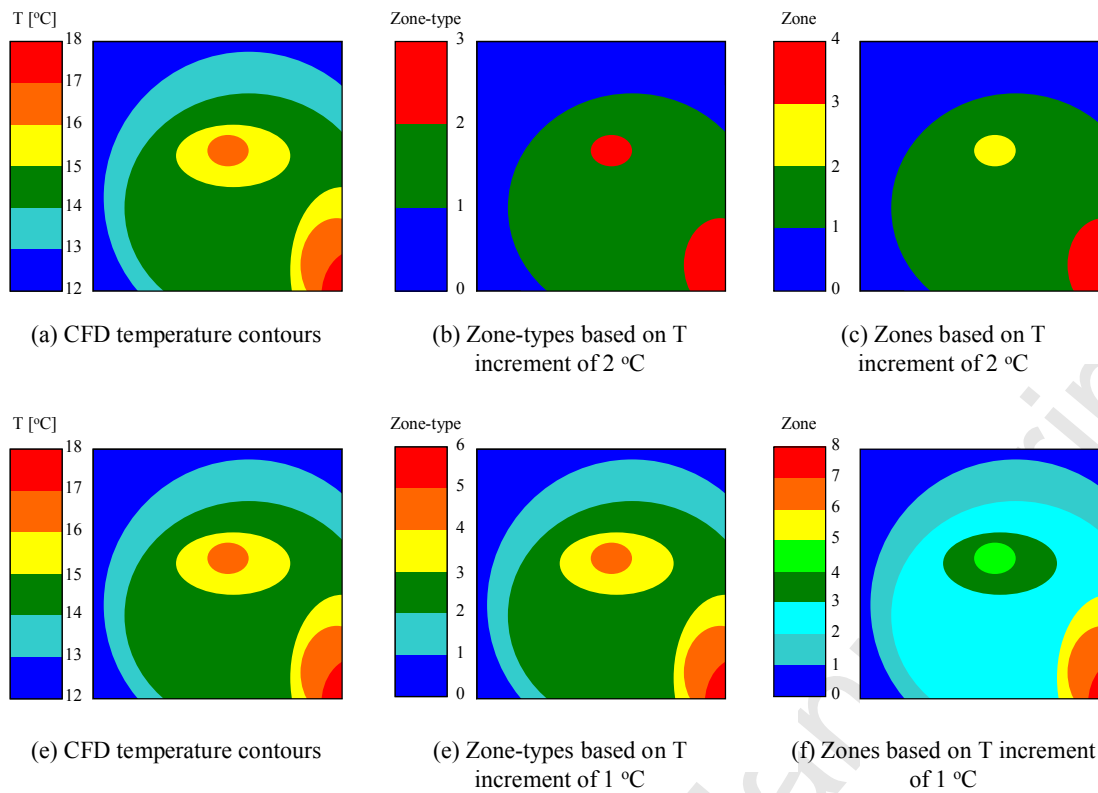 T [°C] Zone-type Zone
18 3 4
17
16 2 3
15 2
14 1
13 1
12 0 0
(a) CFD temperature contours (b) Zone-types based on T (c) Zones based on T
increment of 2 °C increment of 2 °C
T [°C] Zone-type Zone
18 6 8
17 5 7
16 4 6
15 3 5
14 2 4
13 1 3
12 0 2
1
0
(e) CFD temperature contours (e) Zone-types based on T (f) Zones based on T increment
increment of 1 °C of 1 °C